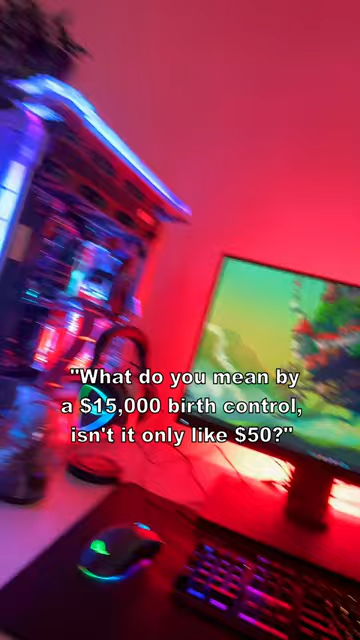 "What do you mean by
a $15,000 birth control,
isn't it only like $50?"